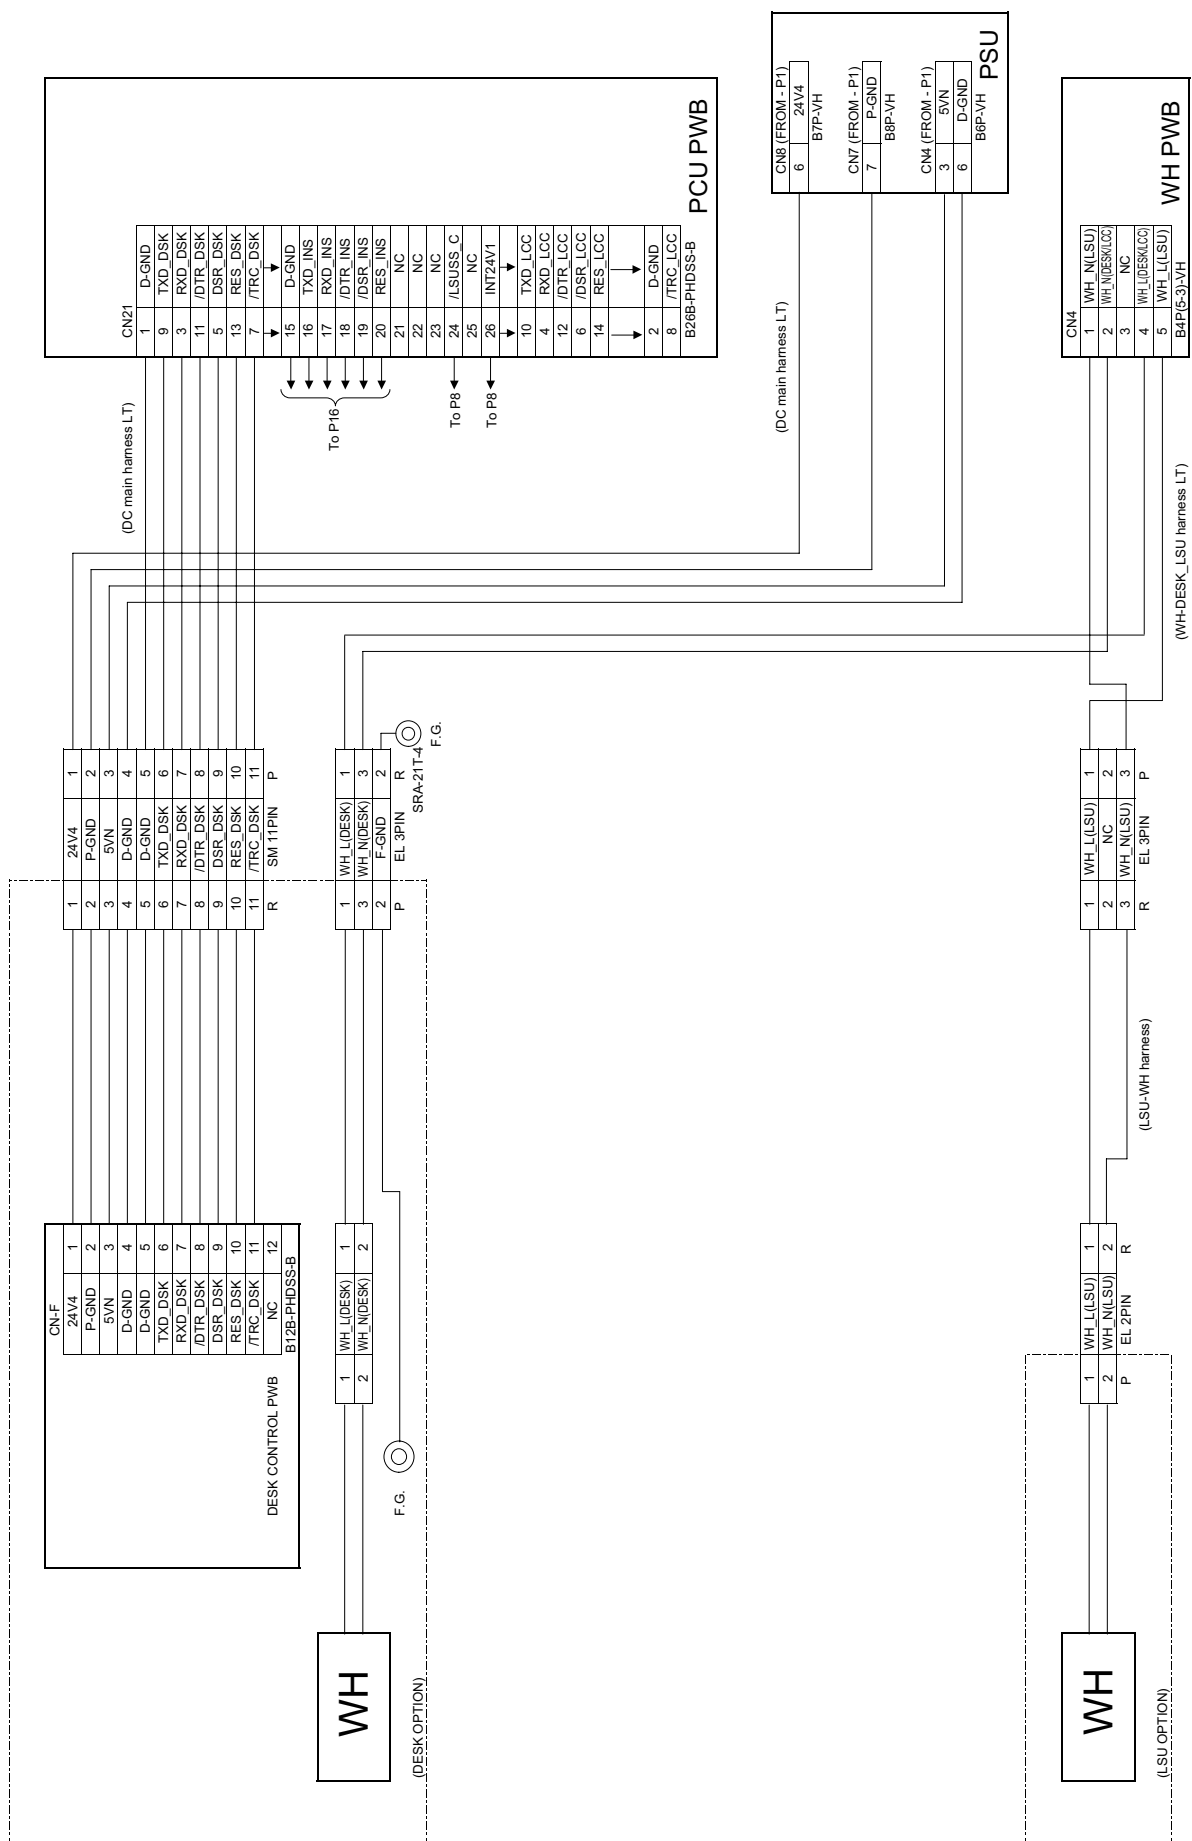 PSU
CN8 (FROM - P1)
6 24V4
B7P-VH
CN7 (FROM - P1)
7 P-GND
B8P-VH
CN4 (FROM - P1)
3 5VN
6 D-GND
B6P-VH
PCU PWB
CN21
1 D-GND
9 TXD_DSK
3 RXD_DSK
11 /DTR_DSK
5 DSR_DSK
13 RES_DSK
7 /TRC_DSK
15 D-GND
16 TXD_INS
17 RXD_INS
18 /DTR_INS
19 /DSR_INS
20 RES_INS
21 NC
22 NC
23 NC
24 /LSUSS_C
25 NC
26 INT24V1
10 TXD_LCC
4 RXD_LCC
12 /DTR_LCC
6 /DSR_LCC
14 RES_LCC
2 D-GND
8 /TRC_LCC
B26B-PHDSS-B
To P16
To P8
To P8
WH PWB
CN4
1 WH_N(LSU)
2 WH_N(DESK/LCC)
3 NC
4 WH_L(DESK/LCC)
5 WH_L(LSU)
B4P(5-3)-VH
(DC main harness LT)
(DC main harness LT)
(WH-DESK_LSU harness LT)
1 24V4 1
2 P-GND 2
3 5VN 3
4 D-GND 4
5 D-GND 5
6 TXD_DSK 6
7 RXD_DSK 7
8 /DTR_DSK 8
9 DSR_DSK 9
10 RES_DSK 10
11 /TRC_DSK 11
R SM 11PIN P
1 WH_L(DESK) 1
3 WH_N(DESK) 3
2 F-GND 2
P EL 3PIN R
SRA-21T-4
F.G.
1 WH_L(LSU) 1
2 NC 2
3 WH_N(LSU) 3
R EL 3PIN P
(LSU-WH harness)
CN-F
24V4 1
P-GND 2
5VN 3
D-GND 4
D-GND 5
TXD_DSK 6
RXD_DSK 7
/DTR_DSK 8
DSR_DSK 9
RES_DSK 10
/TRC_DSK 11
NC 12
B12B-PHDSS-B
DESK CONTROL PWB
1 WH_L(DESK) 1
2 WH_N(DESK) 2
F.G.
WH
(DESK OPTION)
1 WH_L(LSU) 1
2 WH_N(LSU) 2
P EL 2PIN R
WH
(LSU OPTION)